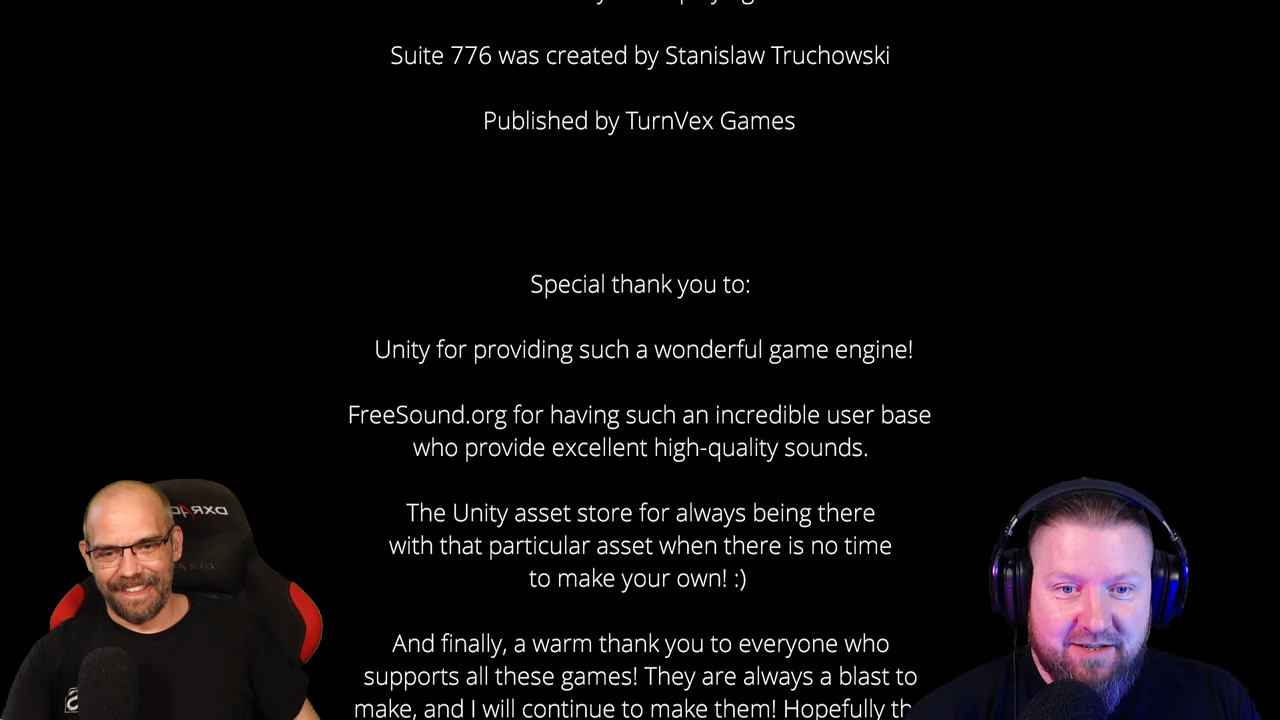 Suite 776 was created by Stanislaw Truchowski
Published by TurnVex Games
Special thank you to:
Unity for providing such a wonderful game engine!
FreeSound.org for having such an incredible user base
who provide excellent high-quality sounds.
The Unity asset store for always being there
with that particular asset when there is no time
to make your own! :)
And finally, a warm thank you to everyone who
supports all these games! They are always a blast to
make, and I will continue to make them! Hopefully